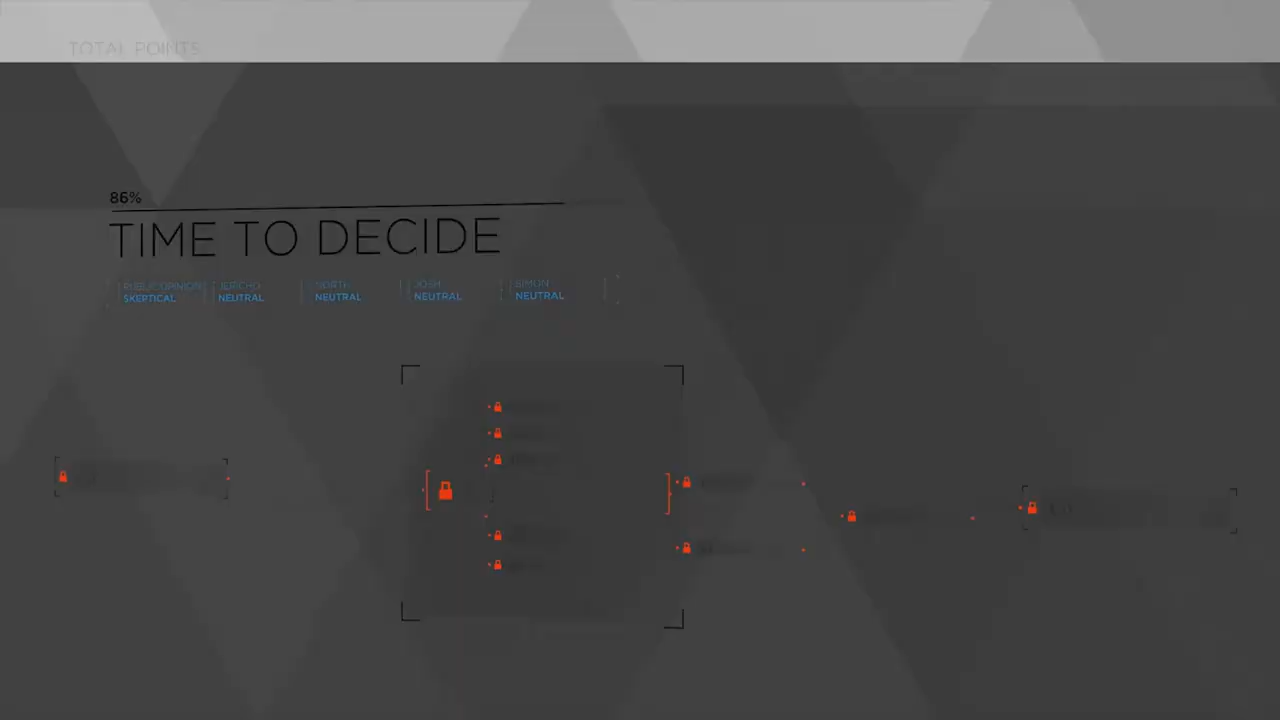 TOTAL POINTS
86%
TIME TO DECIDE
PUBLIC OPINION
SKEPTICAL
JERICHO
NEUTRAL
NORTH
NEUTRAL
JOSH
NEUTRAL
SIMON
NEUTRAL